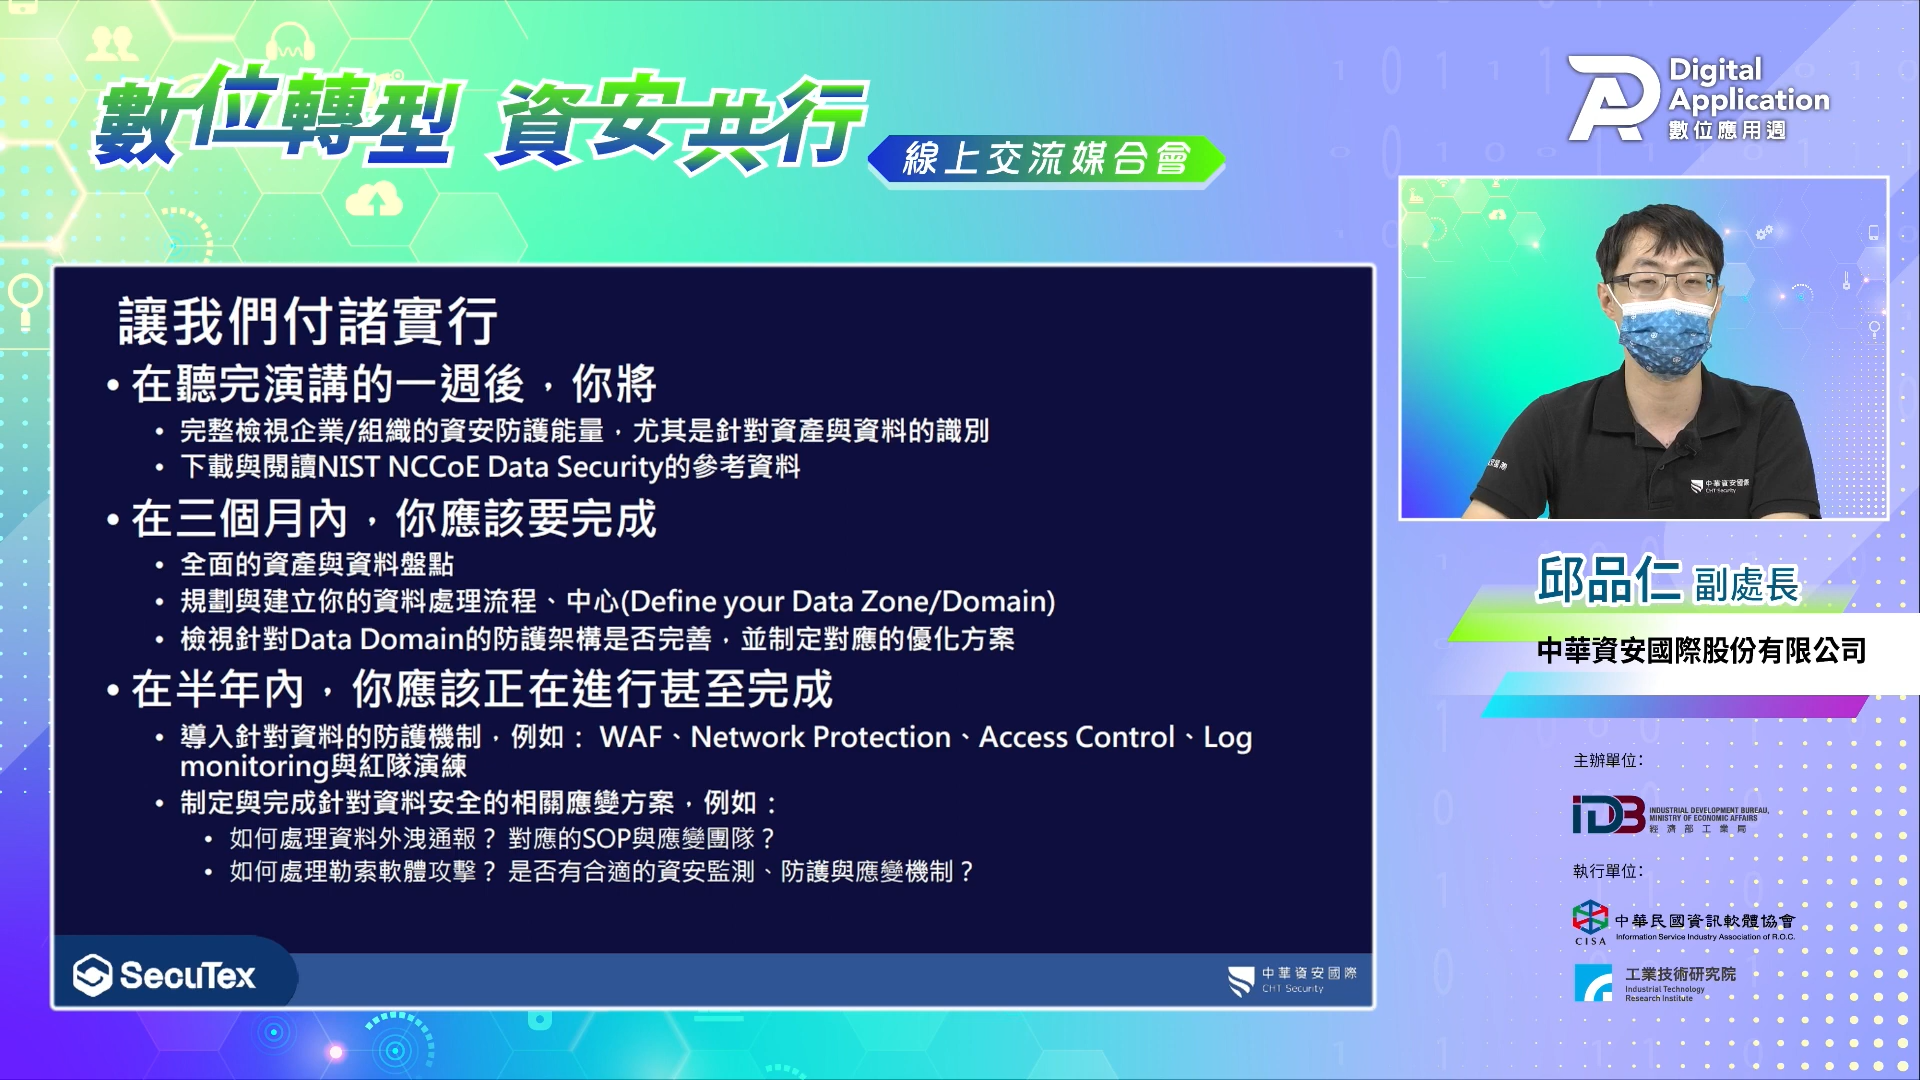 數位轉型 資安共行
線上交流媒合會
Digital
Application
數位應用週
讓我們付諸實行
• 在聽完演講的一週後，你將
• 完整檢視企業/組織的資安防護能量，尤其是針對資產與資料的識別
• 下載與閱讀NIST NCCoE Data Security的參考資料
• 在三個月內，你應該要完成
• 全面的資產與資料盤點
• 規劃與建立你的資料處理流程、中心(Define your Data Zone/Domain)
• 檢視針對Data Domain的防護架構是否完善，並制定對應的優化方案
• 在半年內，你應該正在進行甚至完成
• 導入針對資料的防護機制，例如： WAF、Network Protection、Access Control、Log
monitoring與紅隊演練
• 制定與完成針對資料安全的相關應變方案，例如：
• 如何處理資料外洩通報？ 對應的SOP與應變團隊？
• 如何處理勒索軟體攻擊？ 是否有合適的資安監測、防護與應變機制？
SecuTex
中華資安國際
CHT Security
中華資安國際
CHT Security
邱品仁 副處長
中華資安國際股份有限公司
主辦單位：
IDB
INDUSTRIAL DEVELOPMENT BUREAU,
MINISTRY OF ECONOMIC AFFAIRS
經濟部工業局
執行單位：
CISA
中華民國資訊軟體協會
Information Service Industry Association of R.O.C.
工業技術研究院
Industrial Technology
Research Institute